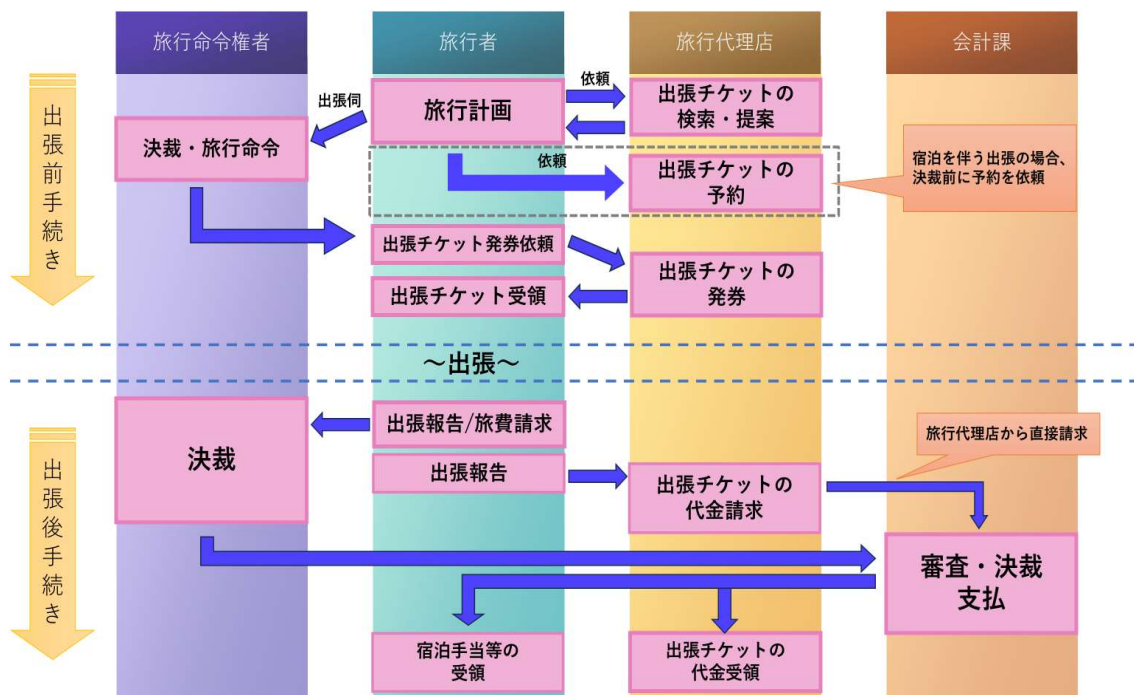 旅行命令権者
旅行者
旅行代理店
会計課
出張前手続き
出張伺
旅行計画
依頼
出張チケットの
検索・提案
決裁・旅行命令
依頼
出張チケットの
予約
宿泊を伴う出張の場合、
決裁前に予約を依頼
出張チケット発券依頼
出張チケットの
発券
出張チケット受領
～出張～
出張後手続き
決裁
出張報告/旅費請求
出張報告
出張チケットの
代金請求
旅行代理店から直接請求
審査・決裁
支払
宿泊手当等の
受領
出張チケットの
代金受領